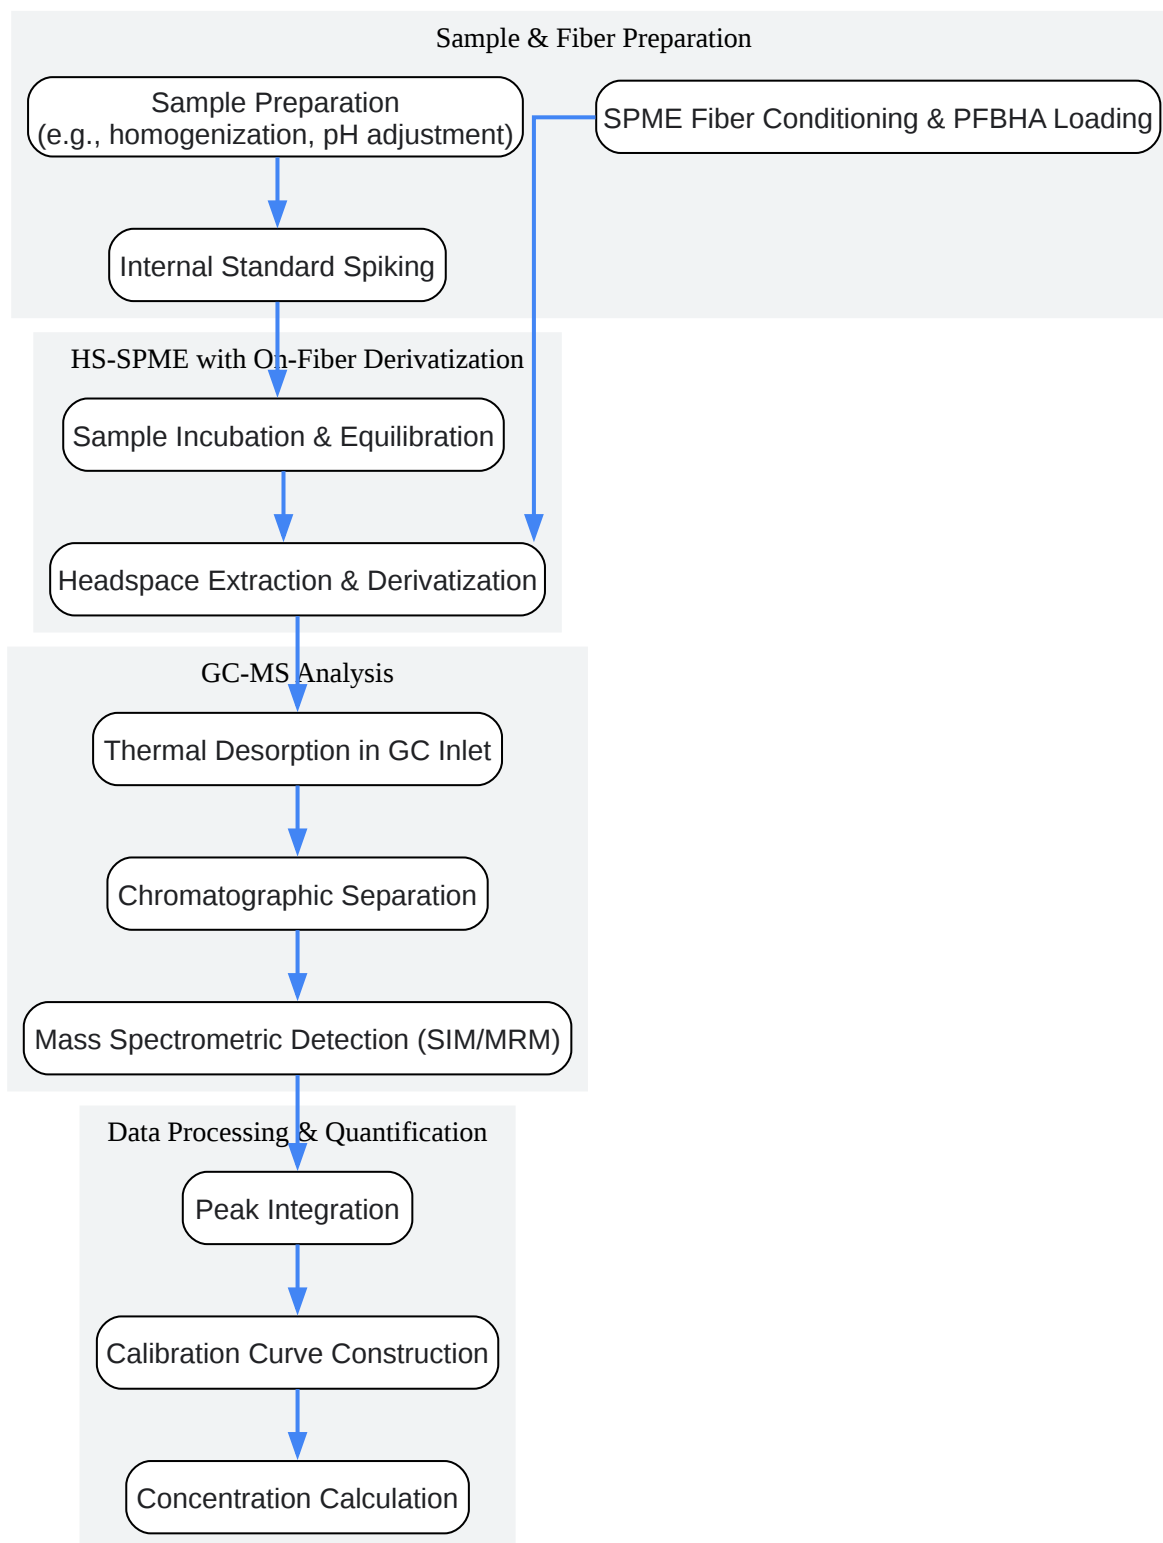 Sample & Fiber Preparation
Sample Preparation
(e.g., homogenization, pH adjustment)
SPME Fiber Conditioning & PFBHA Loading
Internal Standard Spiking
HS-SPME with On-Fiber Derivatization
Sample Incubation & Equilibration
Headspace Extraction & Derivatization
GC-MS Analysis
Thermal Desorption in GC Inlet
Chromatographic Separation
Mass Spectrometric Detection (SIM/MRM)
Data Processing & Quantification
Peak Integration
Calibration Curve Construction
Concentration Calculation